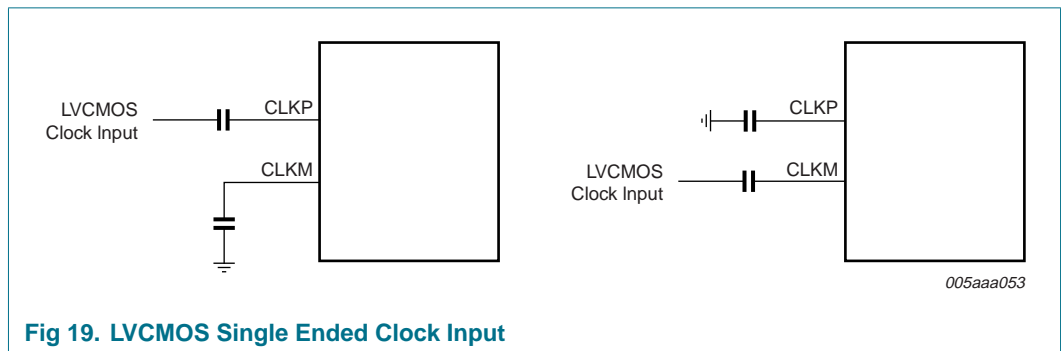 LVCMOS
Clock Input
CLKP
CLKM
CLKP
LVCMOS
Clock Input
CLKM
005aaa053
Fig 19. LVCMOS Single Ended Clock Input